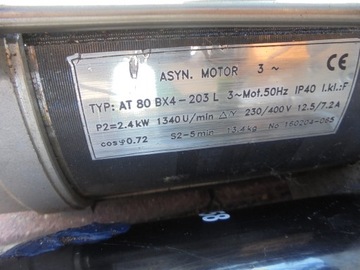 ASYN. MOTOR 3 ~ CE
TYP: AT 80 BX4-203 L 3~Mot.50Hz IP40 I.kl.:F
P2=2.4kW 1340U/min △Y 230/400V 12.5/7.2A
cosφ0.72 S2-5min 13,4kg No 160204-065
8